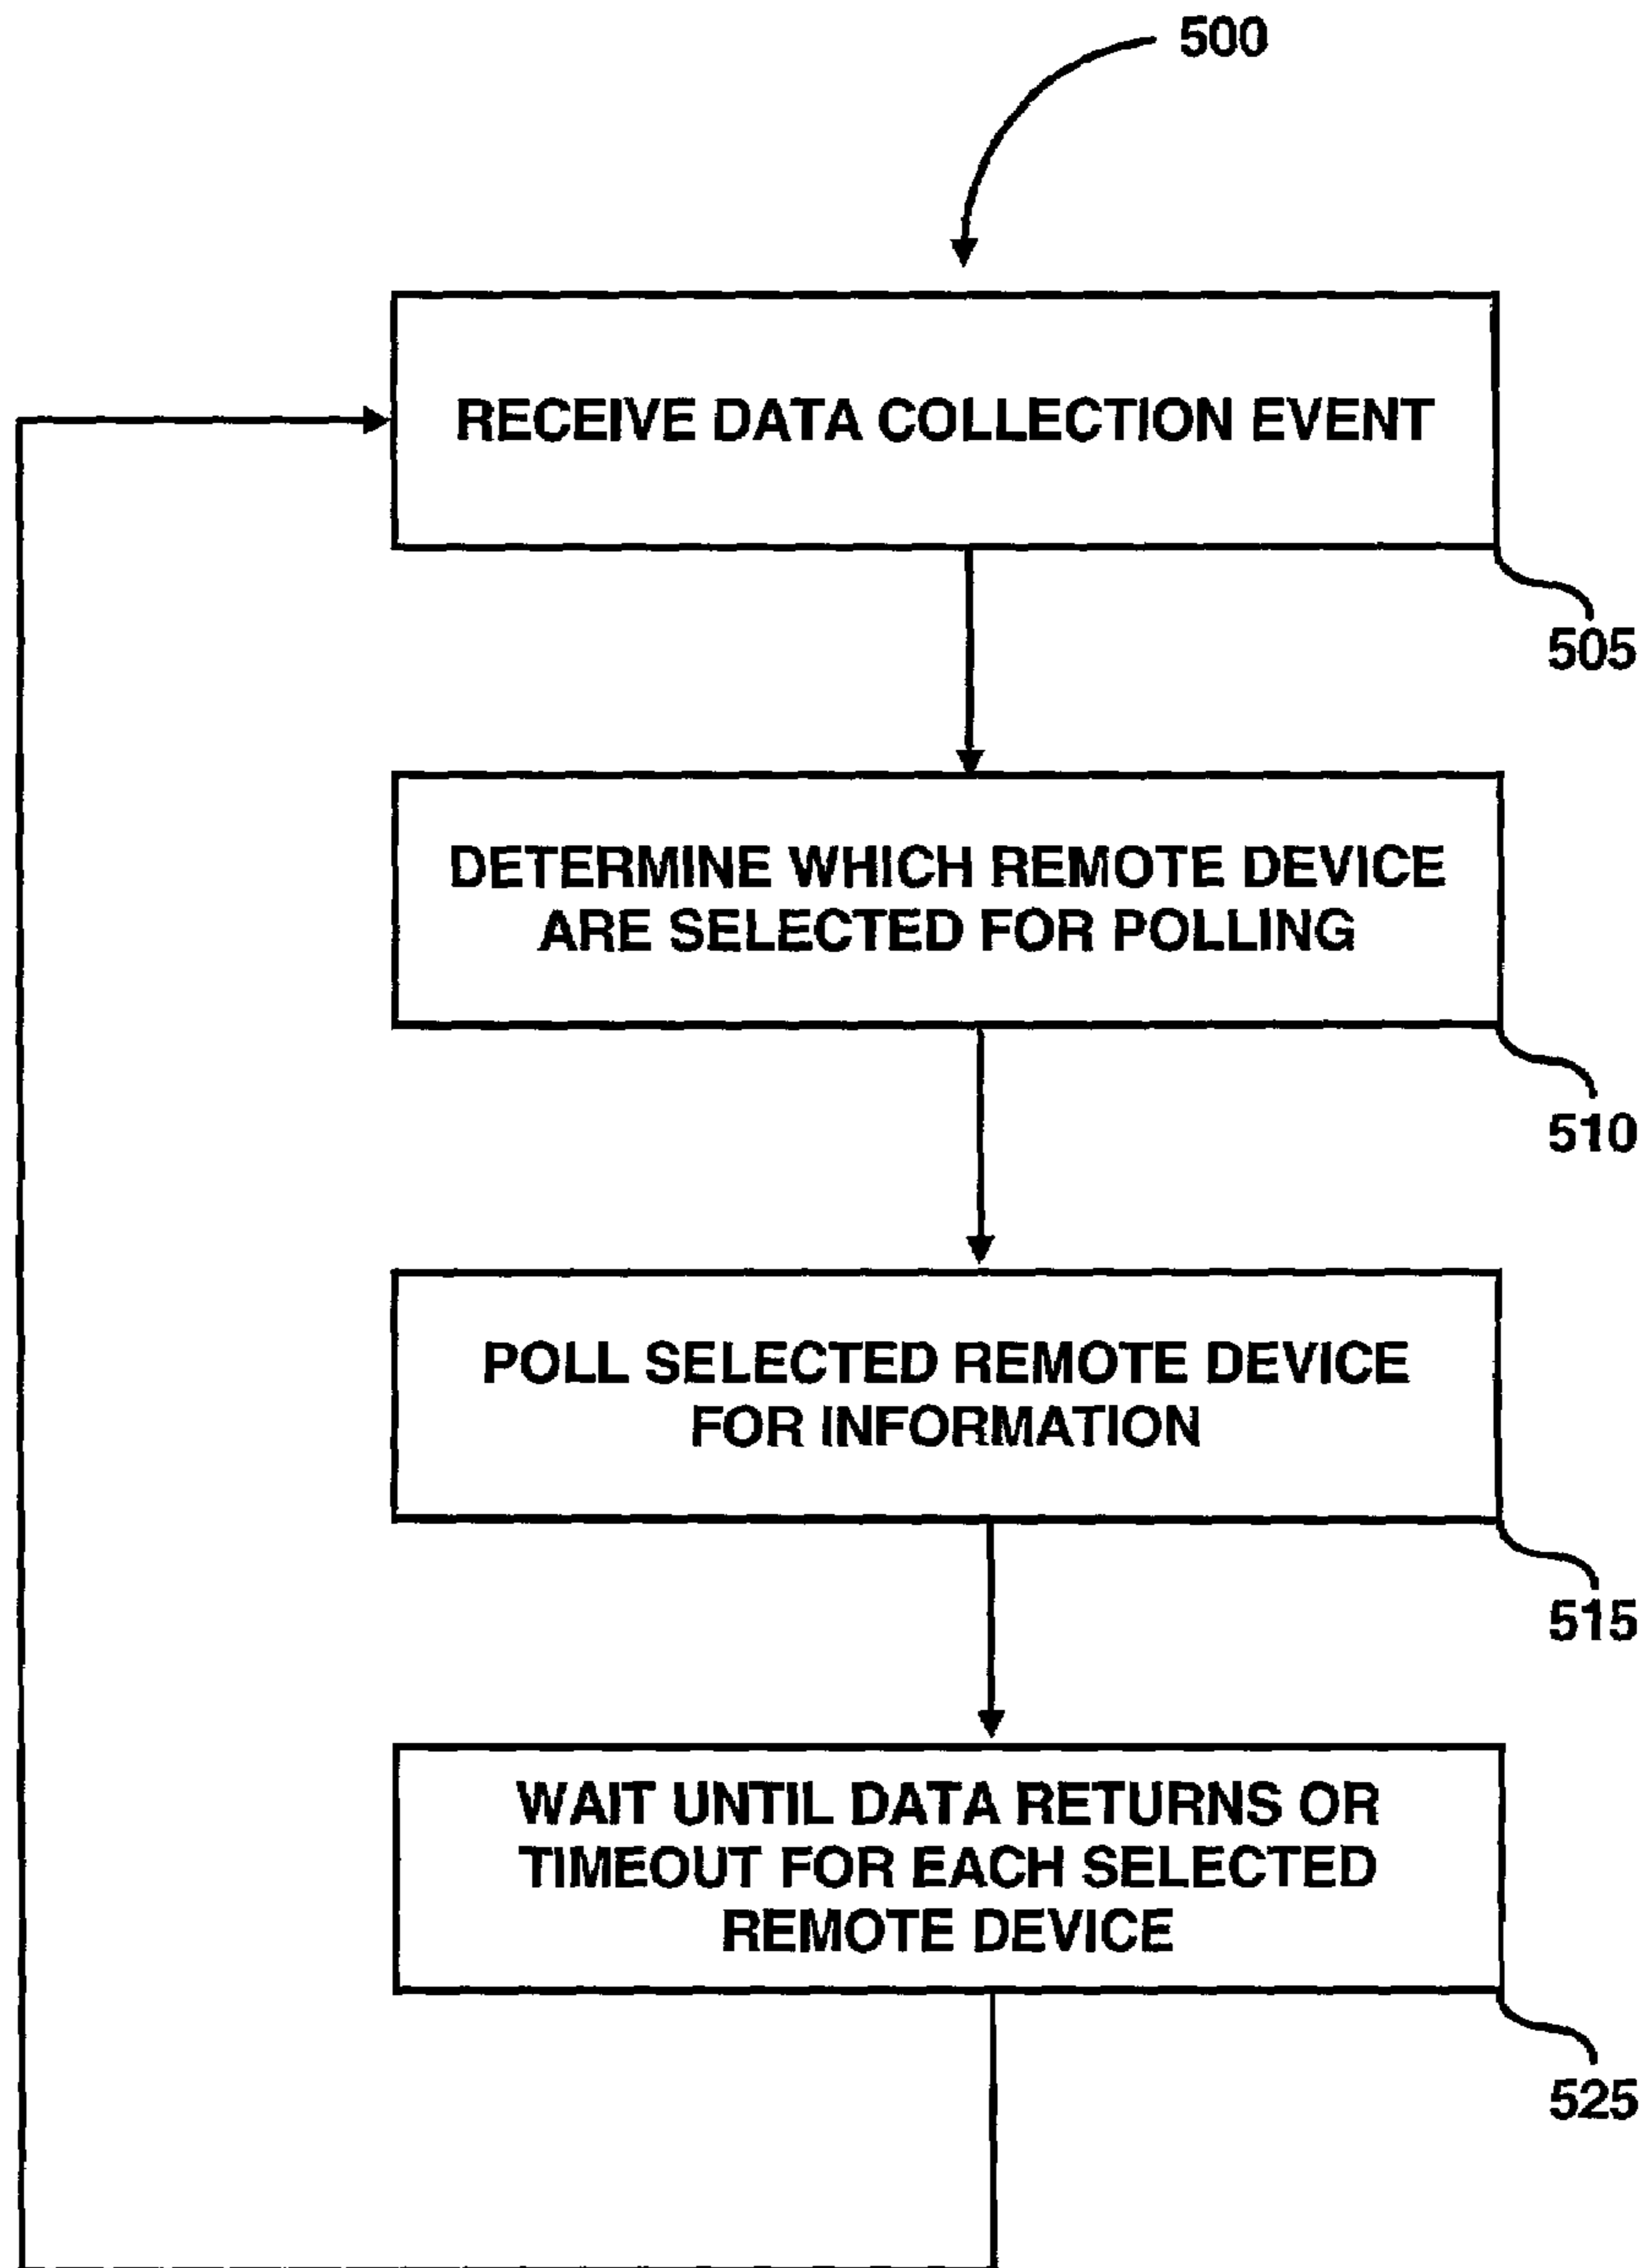 500
RECEIVE DATA COLLECTION EVENT
505
DETERMINE WHICH REMOTE DEVICE
ARE SELECTED FOR POLLING
510
POLL SELECTED REMOTE DEVICE
FOR INFORMATION
515
WAIT UNTIL DATA RETURNS OR
TIMEOUT FOR EACH SELECTED
REMOTE DEVICE
525